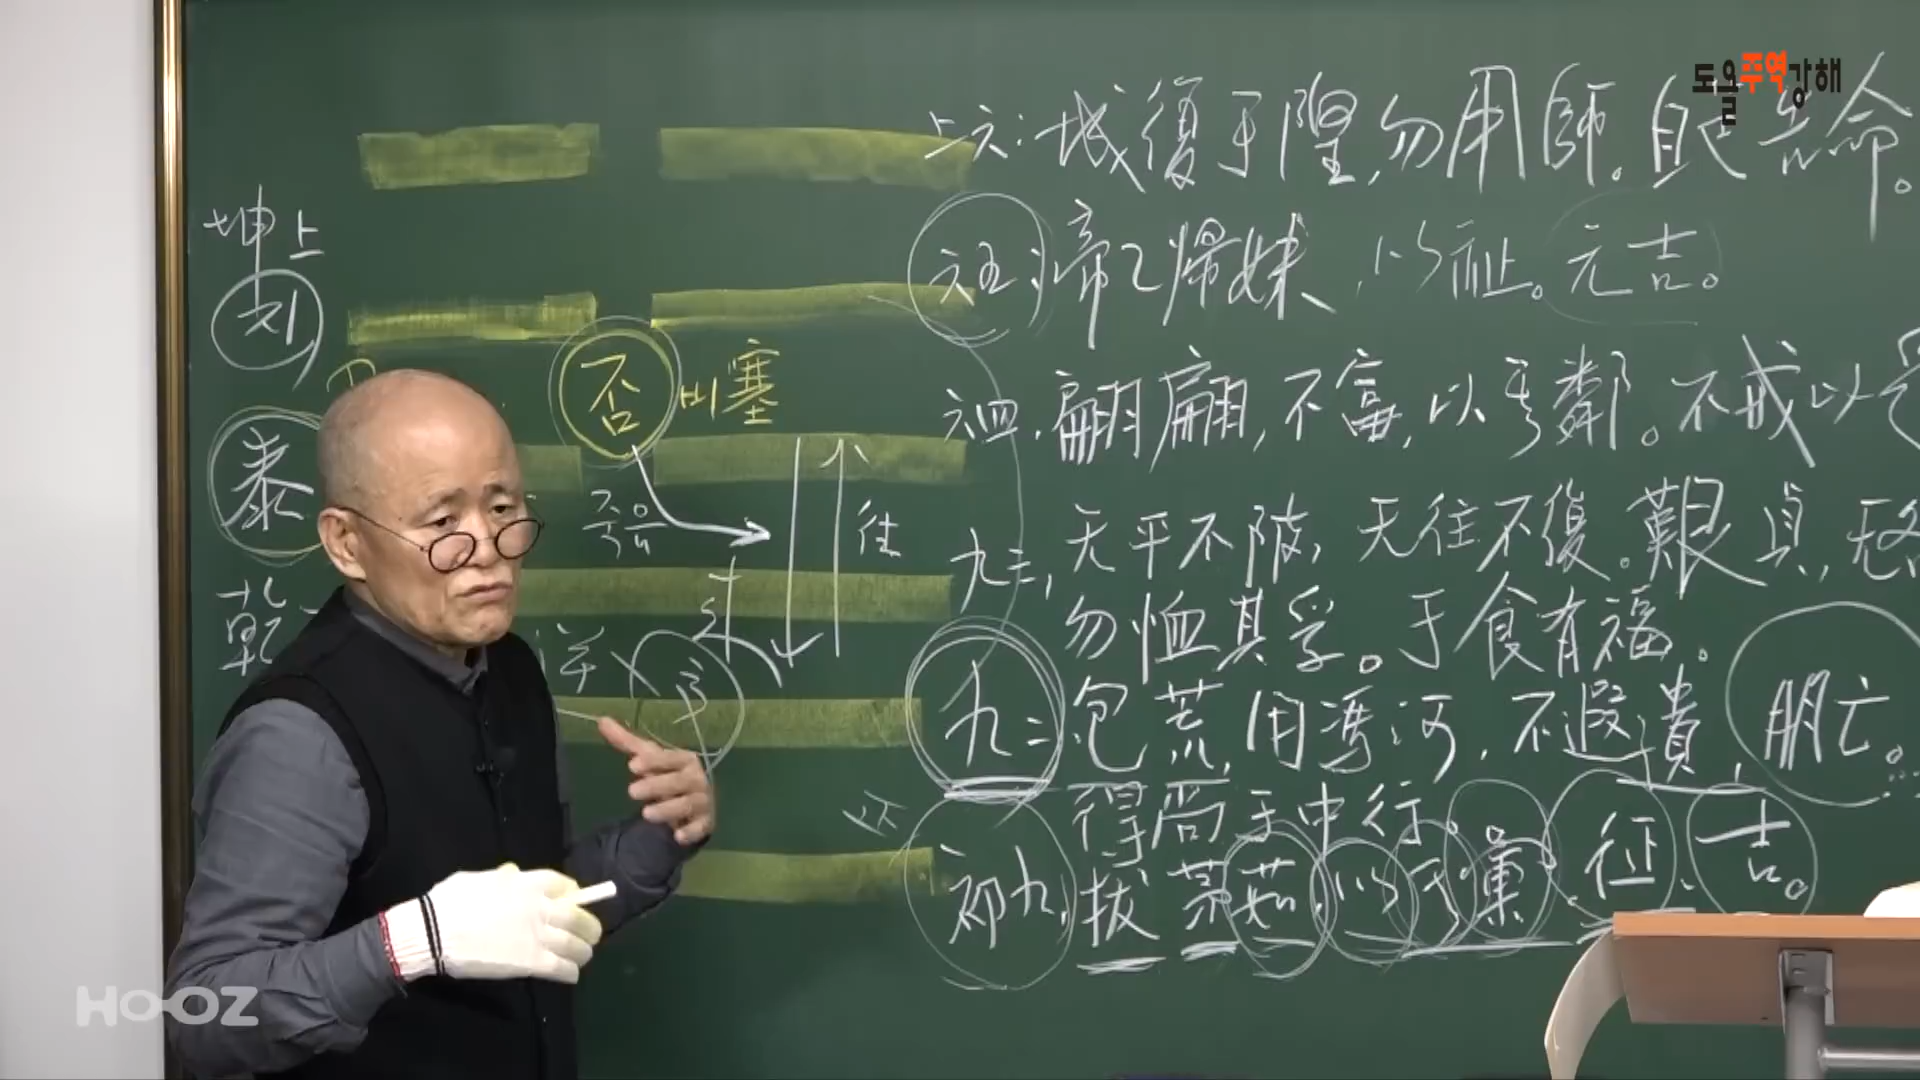 도올주역강해
上六:城復于隍,勿用師。自邑告命。
六五:帝乙歸妹,以祉。元吉。
六四.翩翩,不富,以其鄰。不戒以
九三,无平不陂,无往不復。艱貞,无咎
勿恤其孚。于食有福。
九二 包荒,用馮河,不遐遺,朋亡。
得尚于中行。
初九,拔茅茹,以其彙.征.吉。
坤上
泰
乾
否 비塞
죽음
往
HOOZ